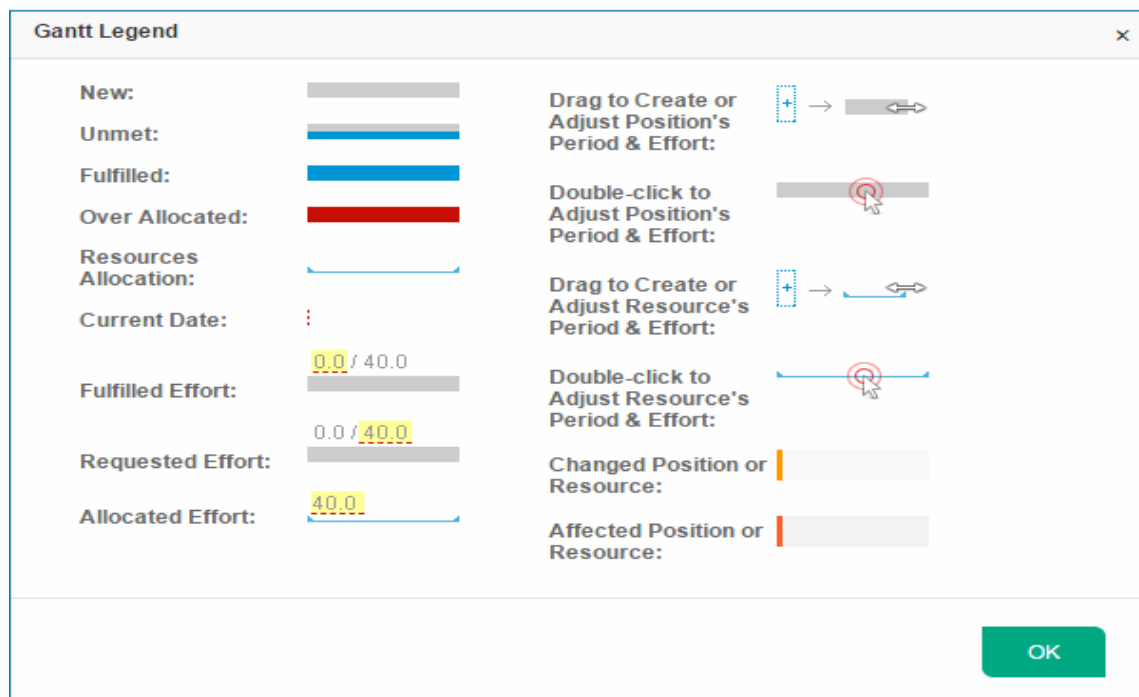 Gantt Legend
×
New:
Unmet:
Fulfilled:
Over Allocated:
Resources
Allocation:
Current Date:
0.0 / 40.0
Fulfilled Effort:
0.0 / 40.0
Requested Effort:
40.0
Allocated Effort:
Drag to Create or
Adjust Position's
Period & Effort:
Double-click to
Adjust Position's
Period & Effort:
Drag to Create or
Adjust Resource's
Period & Effort:
Double-click to
Adjust Resource's
Period & Effort:
Changed Position or
Resource:
Affected Position or
Resource:
OK